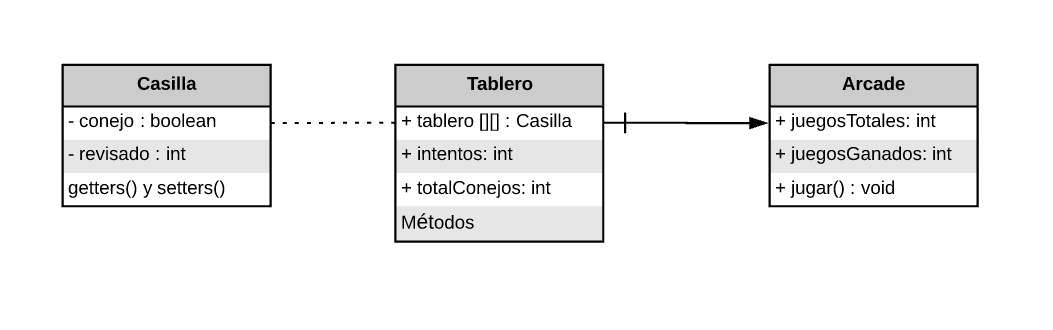 Casilla
- conejo : boolean
- revisado : int
getters() y setters()
Tablero
+ tablero [][] : Casilla
+ intentos: int
+ totalConejos: int
Métodos
Arcade
+ juegosTotales: int
+ juegosGanados: int
+ jugar() : void